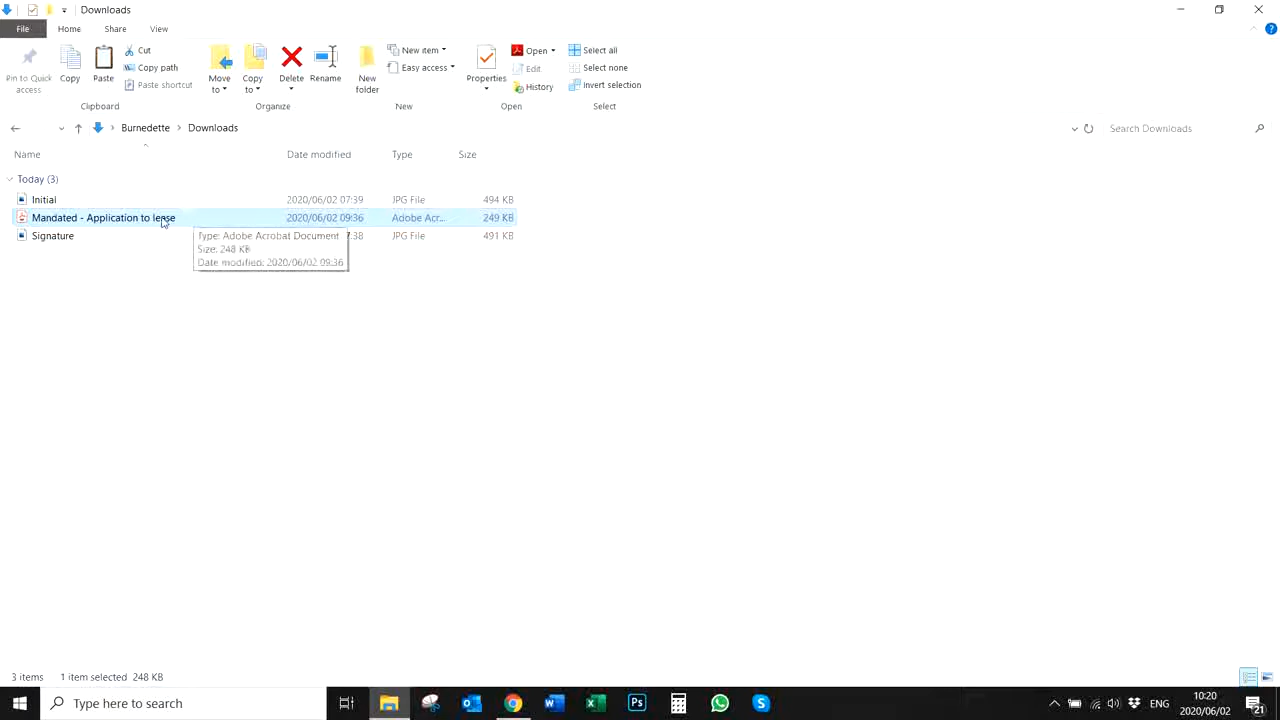 Downloads
File Home Share View
Pin to Quick access
Copy
Paste
Cut
Copy path
Paste shortcut
Clipboard
Move to
Copy to
Delete
Rename
Organize
New folder
New item
Easy access
New
Properties
Open
Edit
History
Open
Select all
Select none
Invert selection
Select
Burnedette > Downloads
Search Downloads
Name Date modified Type Size
Today (3)
Initial 2020/06/02 07:39 JPG File 494 KB
Mandated - Application to lease 2020/06/02 09:36 Adobe Acr... 249 KB
Signature 7:38 JPG File 491 KB
Type: Adobe Acrobat Document
Size: 248 KB
Date modified: 2020/06/02 09:36
3 items 1 item selected 248 KB
Type here to search
Ps
ENG
10:20
2020/06/02
21